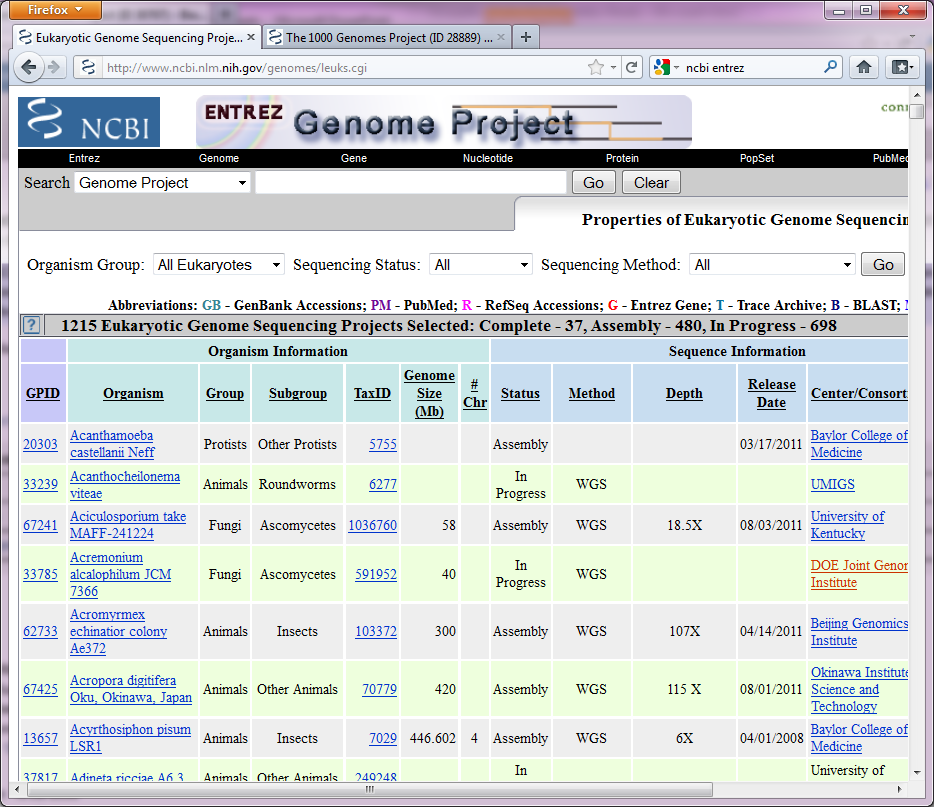 Firefox
Eukaryotic Genome Sequencing Proje... The 1000 Genomes Project (ID 28889) ...
http://www.ncbi.nlm.nih.gov/genomes/leuks.cgi ncbi entrez
NCBI ENTREZ Genome Project
Entrez Genome Gene Nucleotide Protein PopSet PubMed
Search Genome Project Go Clear
Properties of Eukaryotic Genome Sequencin
Organism Group: All Eukaryotes Sequencing Status: All Sequencing Method: All Go
Abbreviations: GB - GenBank Accessions; PM - PubMed; R - RefSeq Accessions; G - Entrez Gene; T - Trace Archive; B - BLAST;
? 1215 Eukaryotic Genome Sequencing Projects Selected: Complete - 37, Assembly - 480, In Progress - 698
Organism Information Sequence Information
GPID Organism Group Subgroup TaxID Genome Size (Mb) # Chr Status Method Depth Release Date Center/Consort
20303 Acanthamoeba castellanii Neff Protists Other Protists 5755 Assembly 03/17/2011 Baylor College of Medicine
33239 Acanthocheilonema viteae Animals Roundworms 6277 In Progress WGS UMIGS
67241 Aciculosporium take MAFF-241224 Fungi Ascomycetes 1036760 58 Assembly WGS 18.5X 08/03/2011 University of Kentucky
33785 Acremonium alcalophilum JCM 7366 Fungi Ascomycetes 591952 40 In Progress WGS DOE Joint Genom Institute
62733 Acromyrmex echinatior colony Ae372 Animals Insects 103372 300 Assembly WGS 107X 04/14/2011 Beijing Genomics Institute
67425 Acropora digitifera Oku, Okinawa, Japan Animals Other Animals 70779 420 Assembly WGS 115 X 08/01/2011 Okinawa Institute Science and Technology
13657 Acyrthosiphon pisum LSR1 Animals Insects 7029 446.602 4 Assembly WGS 6X 04/01/2008 Baylor College of Medicine
37817 Adineta ricciae A6.3 Animals Other Animals 249248 In University of